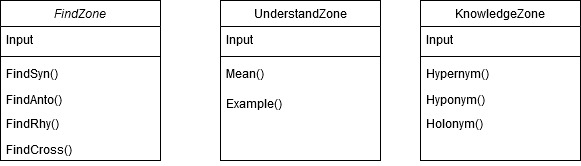 FindZone
Input
FindSyn()
FindAnto()
FindRhy()
FindCross()
UnderstandZone
Input
Mean()
Example()
KnowledgeZone
Input
Hypernym()
Hyponym()
Holonym()